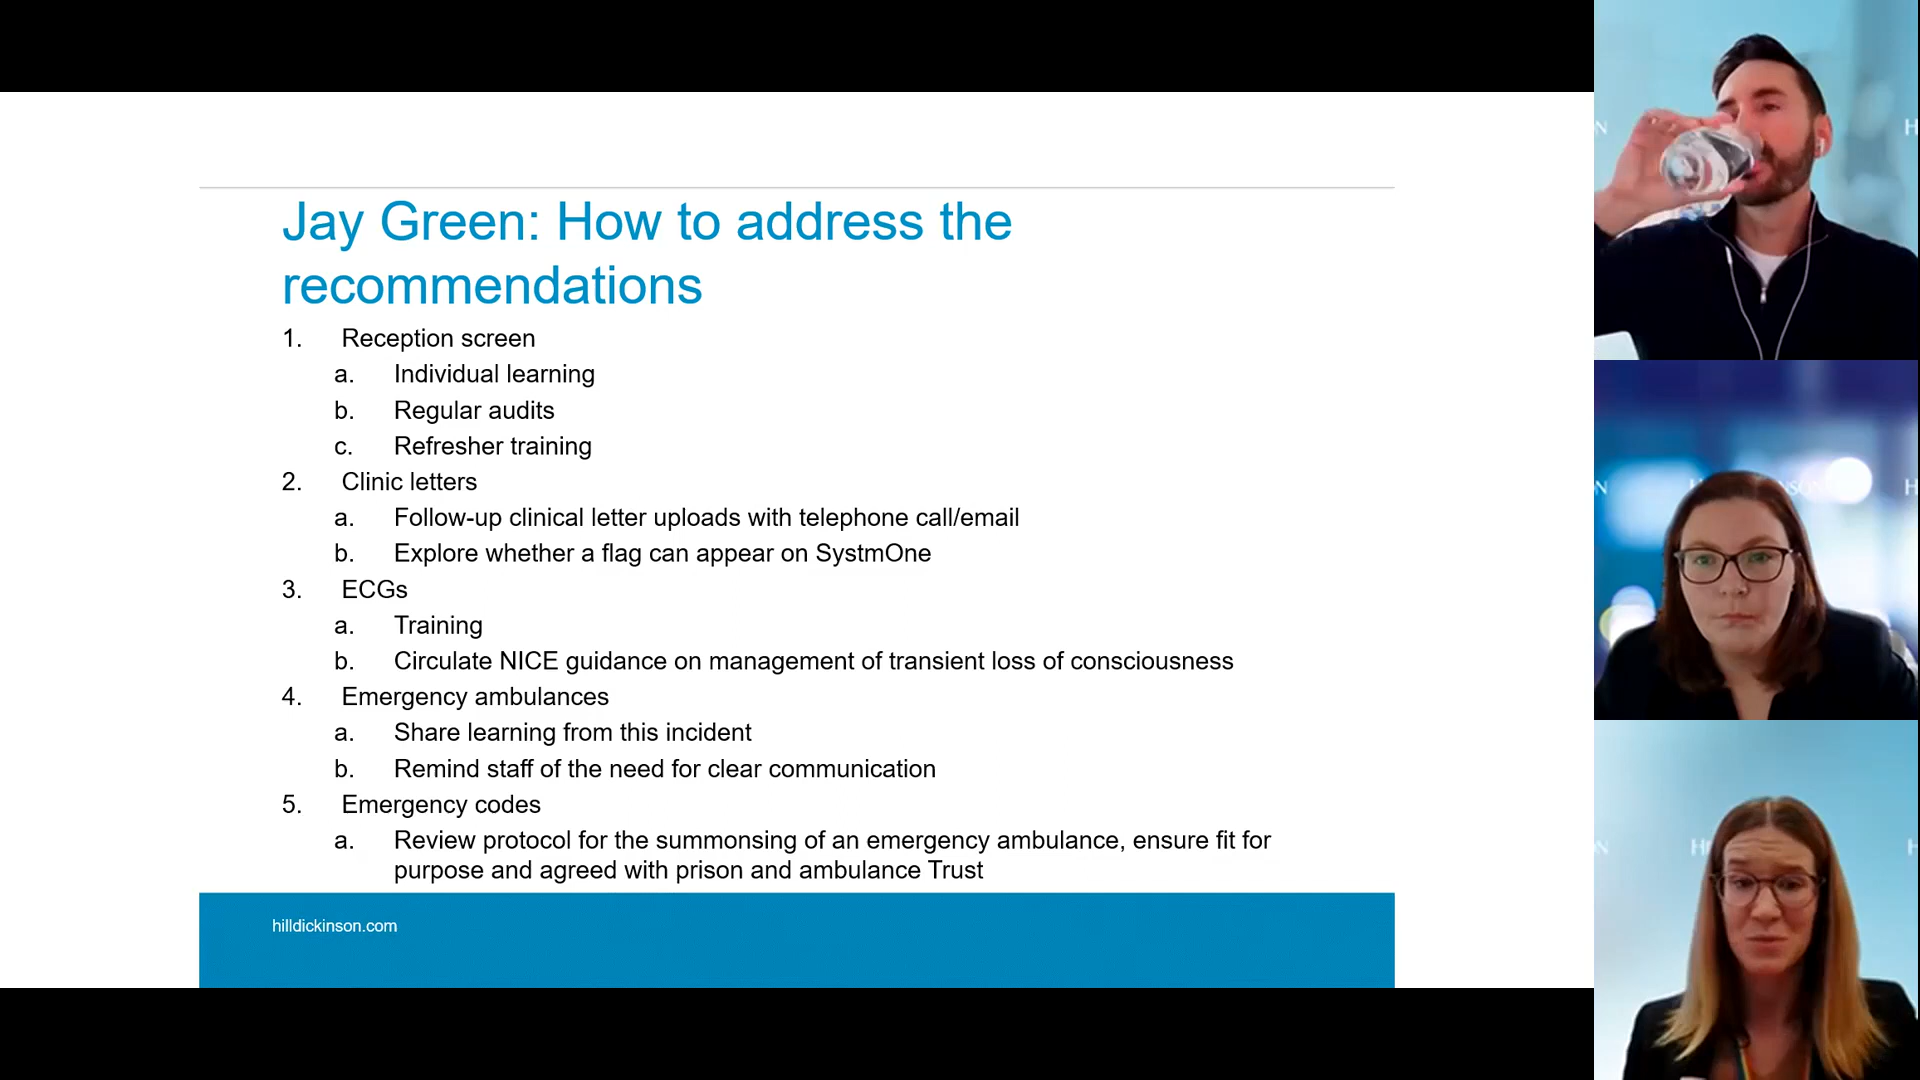 Jay Green: How to address the
recommendations
1. Reception screen
a. Individual learning
b. Regular audits
c. Refresher training
2. Clinic letters
a. Follow-up clinical letter uploads with telephone call/email
b. Explore whether a flag can appear on SystmOne
3. ECGs
a. Training
b. Circulate NICE guidance on management of transient loss of consciousness
4. Emergency ambulances
a. Share learning from this incident
b. Remind staff of the need for clear communication
5. Emergency codes
a. Review protocol for the summonsing of an emergency ambulance, ensure fit for
purpose and agreed with prison and ambulance Trust
hilldickinson.com